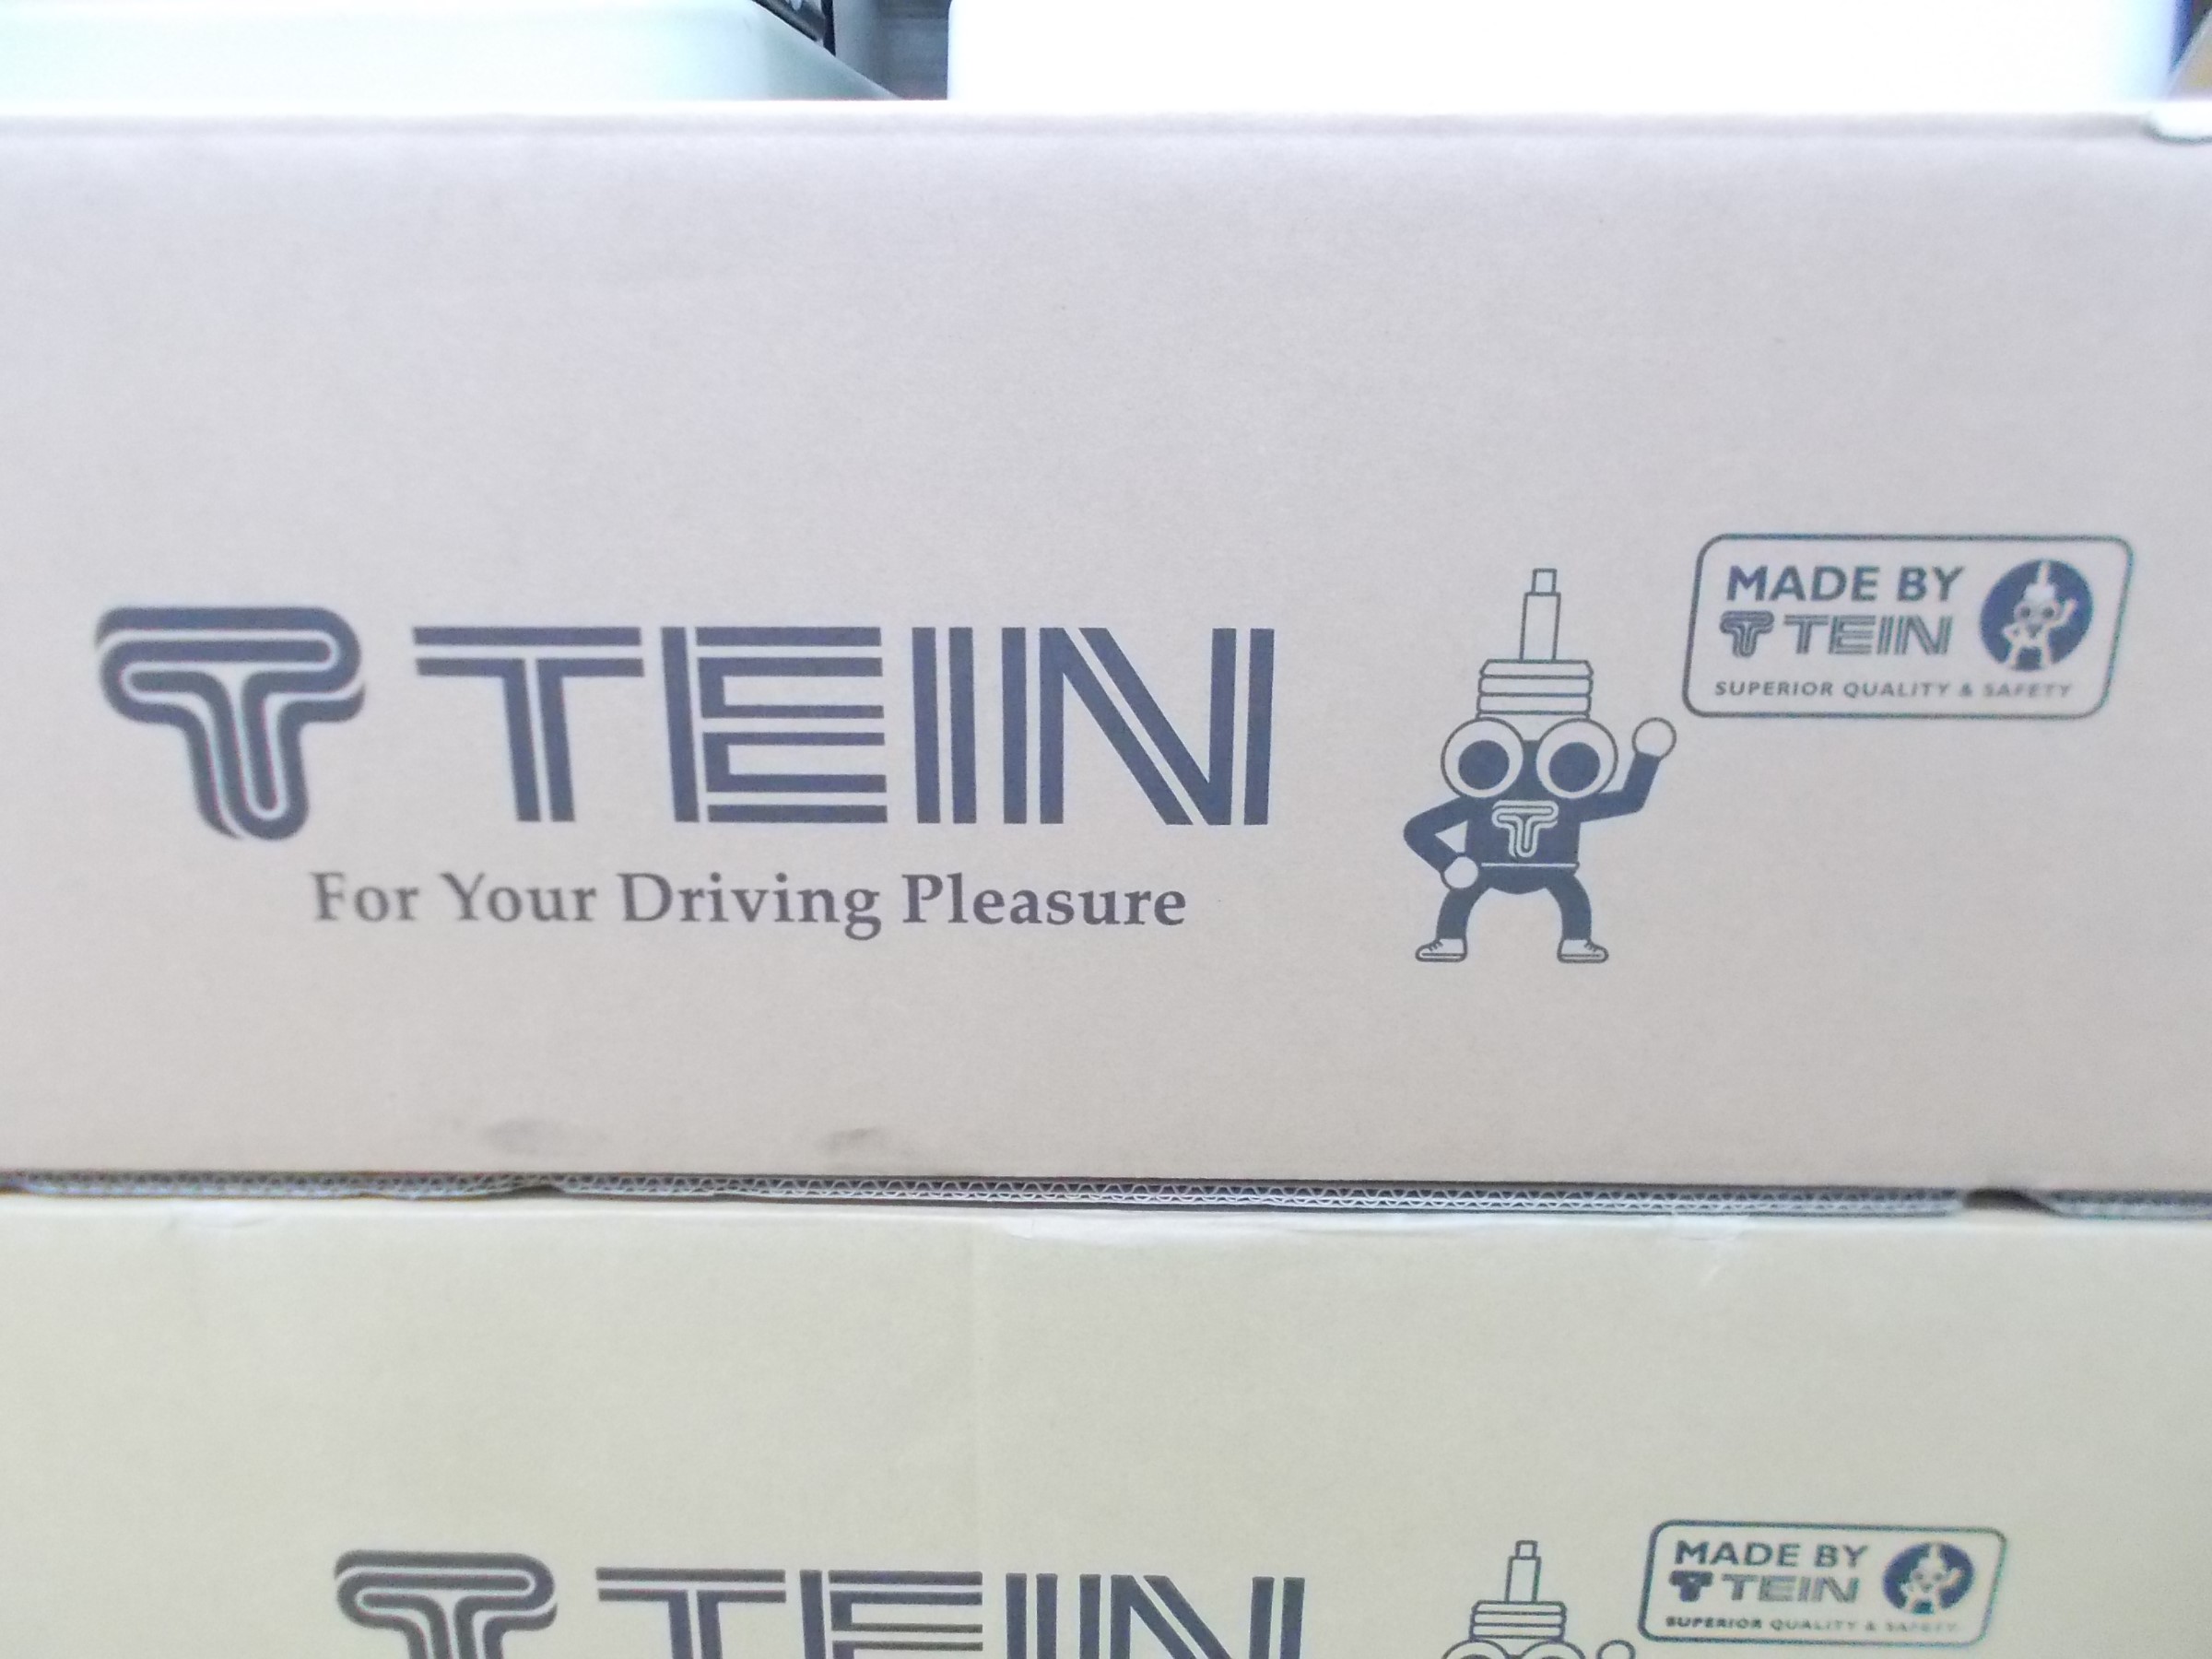 TEIN
For Your Driving Pleasure
MADE BY
TEIN
SUPERIOR QUALITY & SAFETY
TEIN
MADE BY
TEIN
SUPERIOR QUALITY & SAFETY